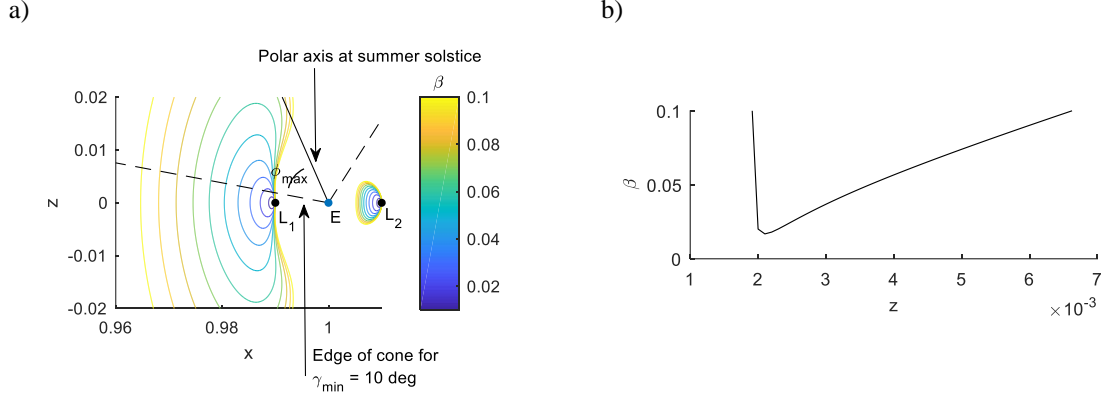 a)
b)
Polar axis at summer solstice
β
0.02
0.01
0
-0.01
-0.02
z
ϕmax
L1
E
L2
0.96
0.98
1
x
0.1
0.08
0.06
0.04
0.02
Edge of cone for
γmin = 10 deg
0.1
0.05
0
β
1
2
3
4
5
6
7
z
×10-3